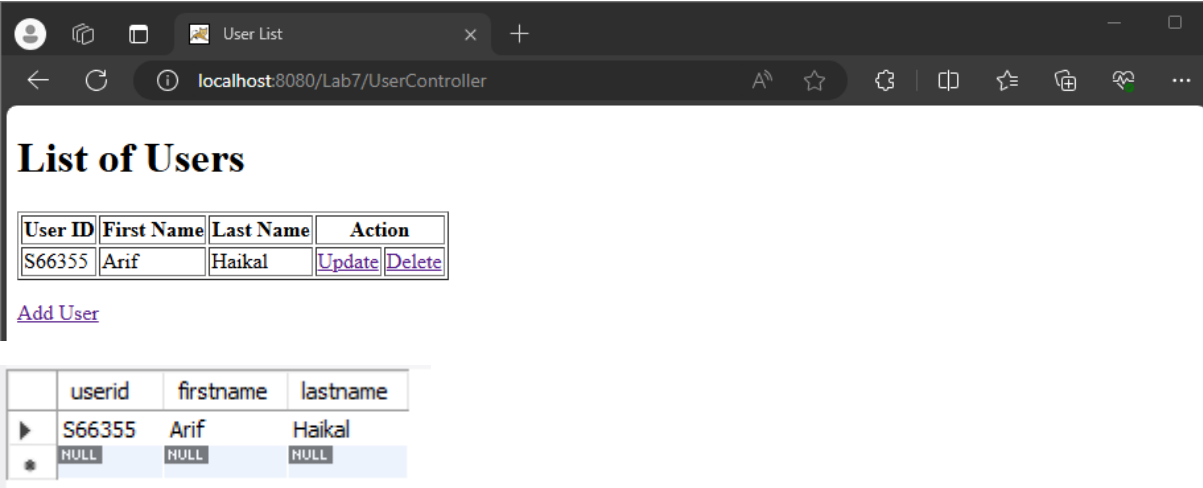 User List
localhost:8080/Lab7/UserController
List of Users
User ID First Name Last Name Action
S66355 Arif Haikal Update Delete
Add User
userid firstname lastname
S66355 Arif Haikal
NULL NULL NULL